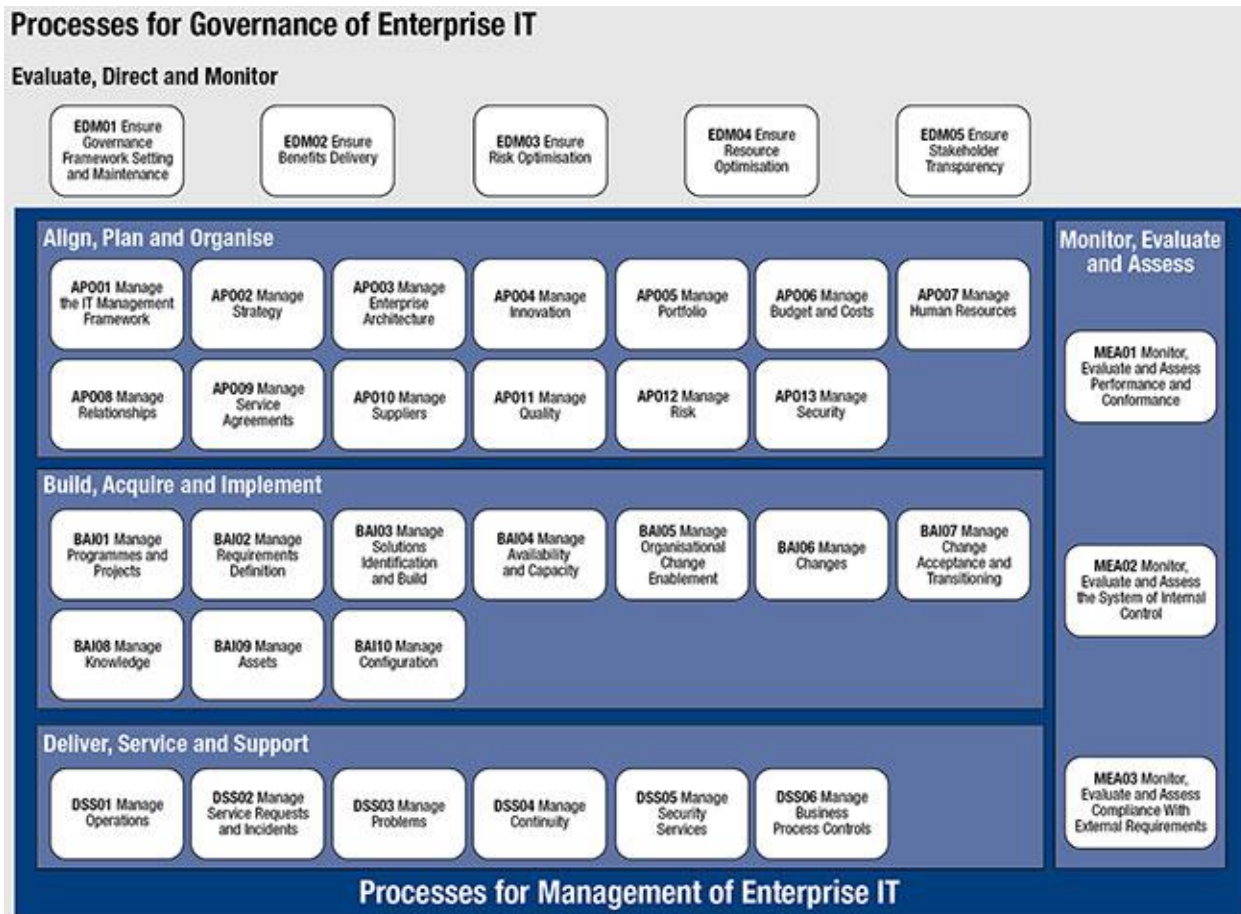 Processes for Governance of Enterprise IT
Evaluate, Direct and Monitor
EDM01 Ensure
Governance
Framework Setting
and Maintenance
EDM02 Ensure
Benefits Delivery
EDM03 Ensure
Risk Optimisation
EDM04 Ensure
Resource
Optimisation
EDM05 Ensure
Stakeholder
Transparency
Align, Plan and Organise
APO01 Manage
the IT Management
Framework
APO02 Manage
Strategy
APO03 Manage
Enterprise
Architecture
APO04 Manage
Innovation
APO05 Manage
Portfolio
APO06 Manage
Budget and Costs
APO07 Manage
Human Resources
APO08 Manage
Relationships
APO09 Manage
Service
Agreements
APO10 Manage
Suppliers
APO11 Manage
Quality
APO12 Manage
Risk
APO13 Manage
Security
Build, Acquire and Implement
BAI01 Manage
Programmes and
Projects
BAI02 Manage
Requirements
Definition
BAI03 Manage
Solutions
Identification
and Build
BAI04 Manage
Availability
and Capacity
BAI05 Manage
Organisational
Change
Enablement
BAI06 Manage
Changes
BAI07 Manage
Change
Acceptance and
Transitioning
BAI08 Manage
Knowledge
BAI09 Manage
Assets
BAI10 Manage
Configuration
Deliver, Service and Support
DSS01 Manage
Operations
DSS02 Manage
Service Requests
and Incidents
DSS03 Manage
Problems
DSS04 Manage
Continuity
DSS05 Manage
Security
Services
DSS06 Manage
Business
Process Controls
Monitor, Evaluate
and Assess
MEA01 Monitor,
Evaluate and Assess
Performance and
Conformance
MEA02 Monitor,
Evaluate and Assess
the System of Internal
Control
MEA03 Monitor,
Evaluate and Assess
Compliance With
External Requirements
Processes for Management of Enterprise IT